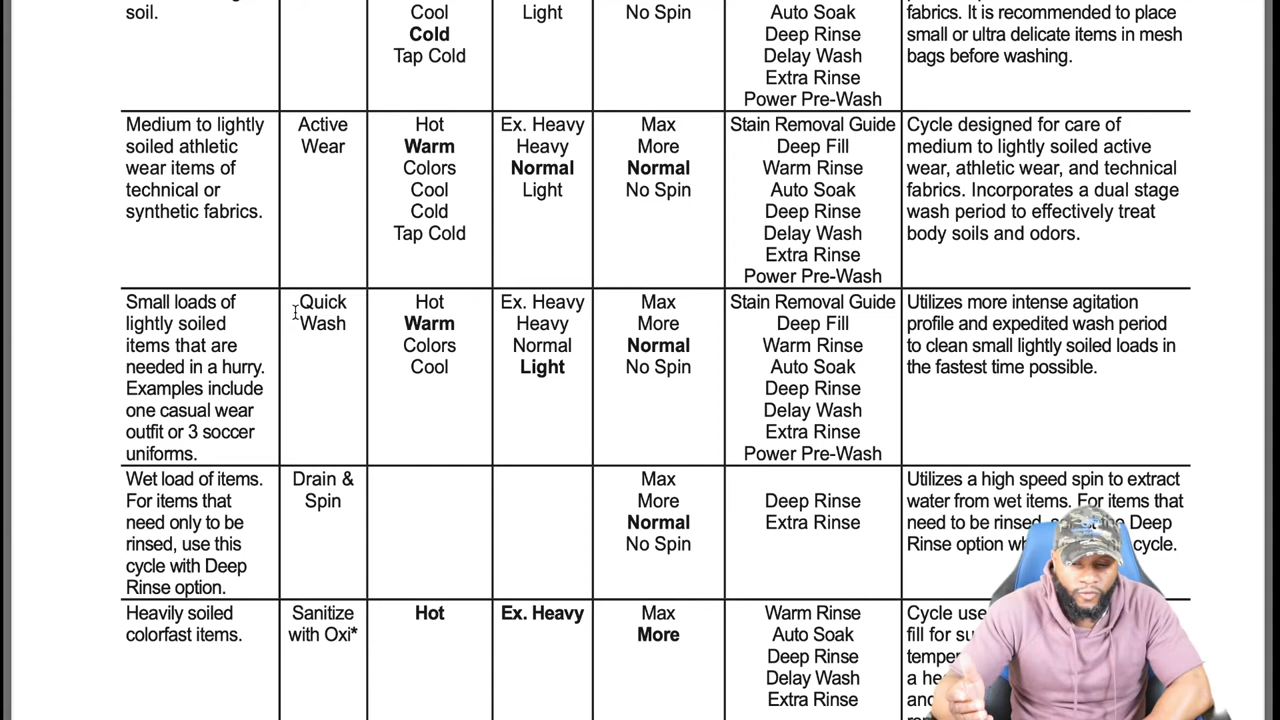 soil.
Cool
Cold
Tap Cold
Light
No Spin
Auto Soak
Deep Rinse
Delay Wash
Extra Rinse
Power Pre-Wash
fabrics. It is recommended to place
small or ultra delicate items in mesh
bags before washing.
Medium to lightly
soiled athletic
wear items of
technical or
synthetic fabrics.
Active
Wear
Hot
Warm
Colors
Cool
Cold
Tap Cold
Ex. Heavy
Heavy
Normal
Light
Max
More
Normal
No Spin
Stain Removal Guide
Deep Fill
Warm Rinse
Auto Soak
Deep Rinse
Delay Wash
Extra Rinse
Power Pre-Wash
Cycle designed for care of
medium to lightly soiled active
wear, athletic wear, and technical
fabrics. Incorporates a dual stage
wash period to effectively treat
body soils and odors.
Small loads of
lightly soiled
items that are
needed in a hurry.
Examples include
one casual wear
outfit or 3 soccer
uniforms.
Quick
Wash
Hot
Warm
Colors
Cool
Ex. Heavy
Heavy
Normal
Light
Max
More
Normal
No Spin
Stain Removal Guide
Deep Fill
Warm Rinse
Auto Soak
Deep Rinse
Delay Wash
Extra Rinse
Power Pre-Wash
Utilizes more intense agitation
profile and expedited wash period
to clean small lightly soiled loads in
the fastest time possible.
Wet load of items.
For items that
need only to be
rinsed, use this
cycle with Deep
Rinse option.
Drain &
Spin
Max
More
Normal
No Spin
Deep Rinse
Extra Rinse
Utilizes a high speed spin to extract
water from wet items. For items that
need to be rinsed, Deep
Rinse option cycle.
Heavily soiled
colorfast items.
Sanitize
with Oxi*
Hot
Ex. Heavy
Max
More
Warm Rinse
Auto Soak
Deep Rinse
Delay Wash
Extra Rinse
Cycle
fill for
a
and